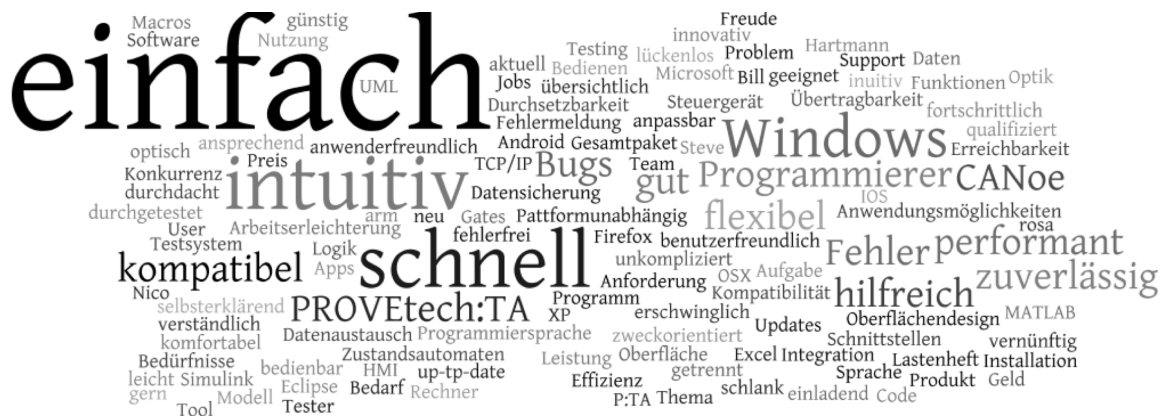 Macros günstig Freude
Software Nutzung innovativ
einfach
UML
aktuell Testing lückenlos Problem Hartmann
Bedienen Microsoft Support Daten
Jobs übersichtlich Bill geeignet inuitiv Funktionen Optik
Durchsetzbarkeit Steuergerät Übertragbarkeit fortschrittlich
Fehlermeldung anpassbar Windows qualifiziert
optisch ansprechend anwenderfreundlich Android Gesamtpaket Steve Erreichbarkeit
Konkurrenz Preis intuitiv TCP/IP Bugs Team gut Programmierer CANoe
durchdacht Datensicherung IOS
durchgetestet arm neu Gates Pattformunabhängig flexibel Anwendungsmöglichkeiten
User Arbeitserleichterung fehlerfrei Firefox benutzerfreundlich rosa
Testsystem Logik schnell unkompliziert Fehler performant
kompatibel Apps Anforderung OSX Aufgabe zuverlässig
Nico Programm Kompatibilität hilfreich
selbsterklärend PROVEtech:TA XP erschwinglich Oberflächendesign MATLAB
verständlich Datenaustausch Programmiersprache zweckorientiert Updates Schnittstellen vernünftig
komfortabel Zustandsautomaten Leistung Oberfläche Excel Integration Lastenheft Installation
Bedürfnisse bedienbar HMI up-tp-date getrennt Sprache
leicht Simulink Eclipse Bedarf Rechner Effizienz schlank Produkt Geld
gern Modell P:TA Thema einladend Code
Tool Tester